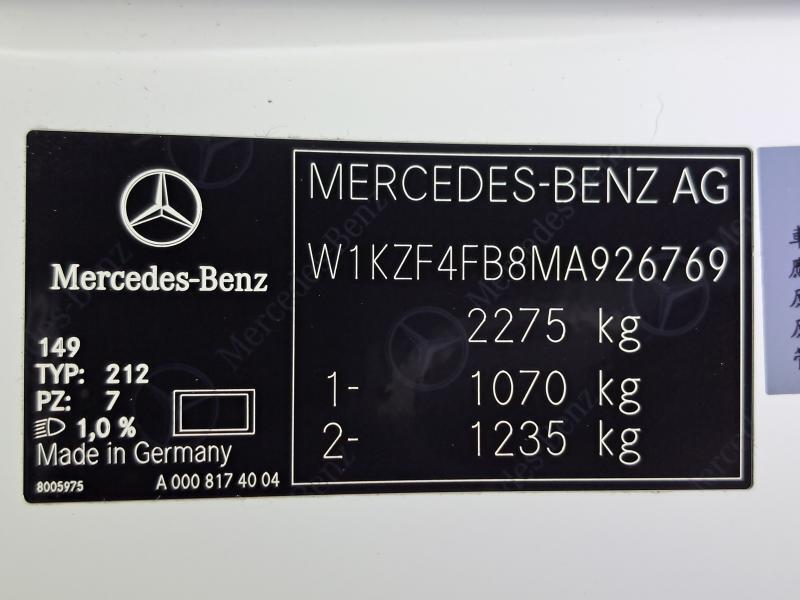 Mercedes-Benz
149
TYP: 212
PZ: 7
1,0 %
Made in Germany
8005975 A 000 817 40 04
MERCEDES-BENZ AG
W1KZF4FB8MA926769
2275 kg
1- 1070 kg
2- 1235 kg